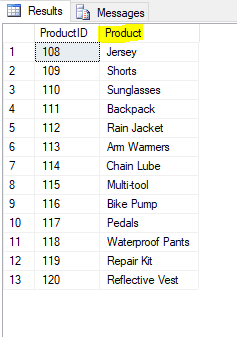 Results Messages
ProductID Product
1 108 Jersey
2 109 Shorts
3 110 Sunglasses
4 111 Backpack
5 112 Rain Jacket
6 113 Arm Warmers
7 114 Chain Lube
8 115 Multi-tool
9 116 Bike Pump
10 117 Pedals
11 118 Waterproof Pants
12 119 Repair Kit
13 120 Reflective Vest